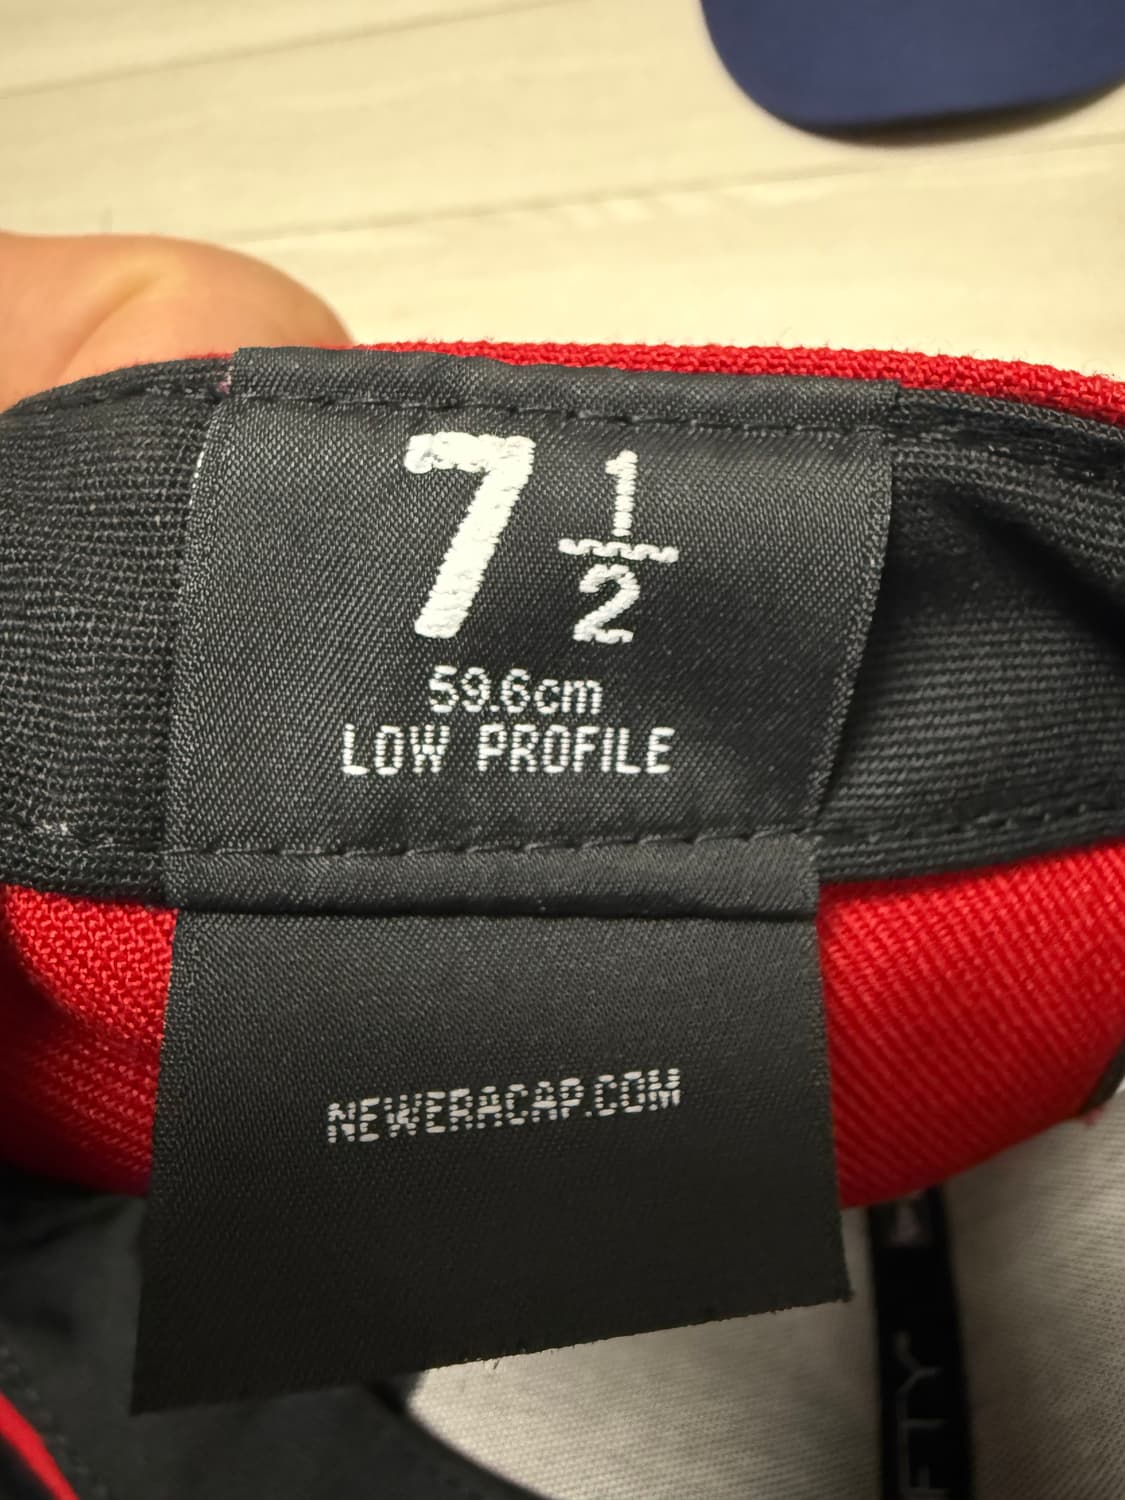 7 1/2
59.6cm
LOW PROFILE
NEWERACAP.COM